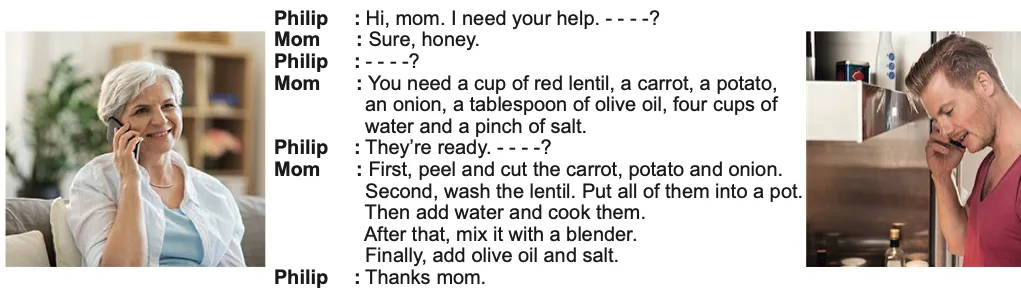 Philip : Hi, mom. I need your help. - - - -?
Mom : Sure, honey.
Philip : - - - -?
Mom : You need a cup of red lentil, a carrot, a potato,
an onion, a tablespoon of olive oil, four cups of
water and a pinch of salt.
Philip : They’re ready. - - - -?
Mom : First, peel and cut the carrot, potato and onion.
Second, wash the lentil. Put all of them into a pot.
Then add water and cook them.
After that, mix it with a blender.
Finally, add olive oil and salt.
Philip : Thanks mom.